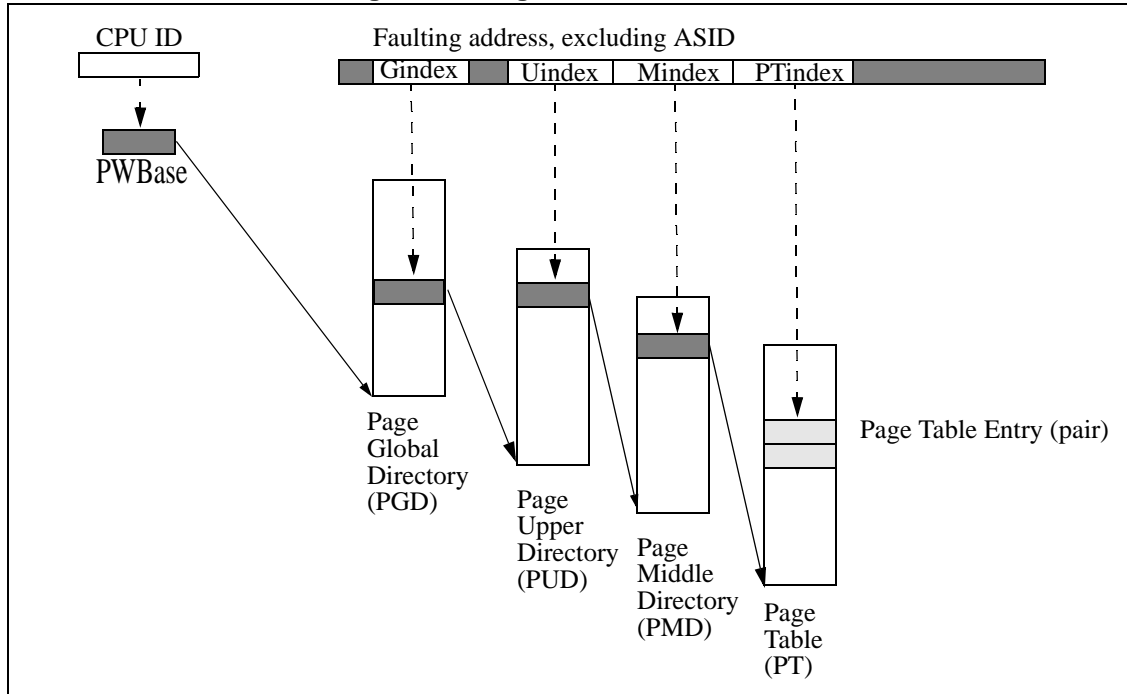 CPU ID
Faulting address, excluding ASID
Gindex
Uindex
Mindex
PTindex
PWBase
Page
Global
Directory
(PGD)
Page
Upper
Directory
(PUD)
Page
Middle
Directory
(PMD)
Page
Table
(PT)
Page Table Entry (pair)